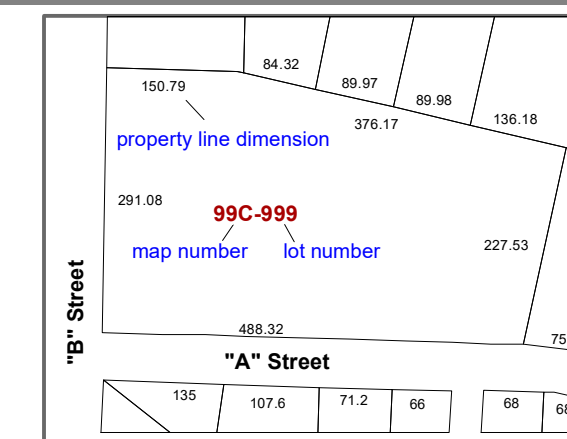 84.32
150.79
89.97
89.98
376.17
136.18
property line dimension
291.08
99C-999
map number
lot number
227.53
"B" Street
488.32
75
"A" Street
135
107.6
71.2
66
68
68